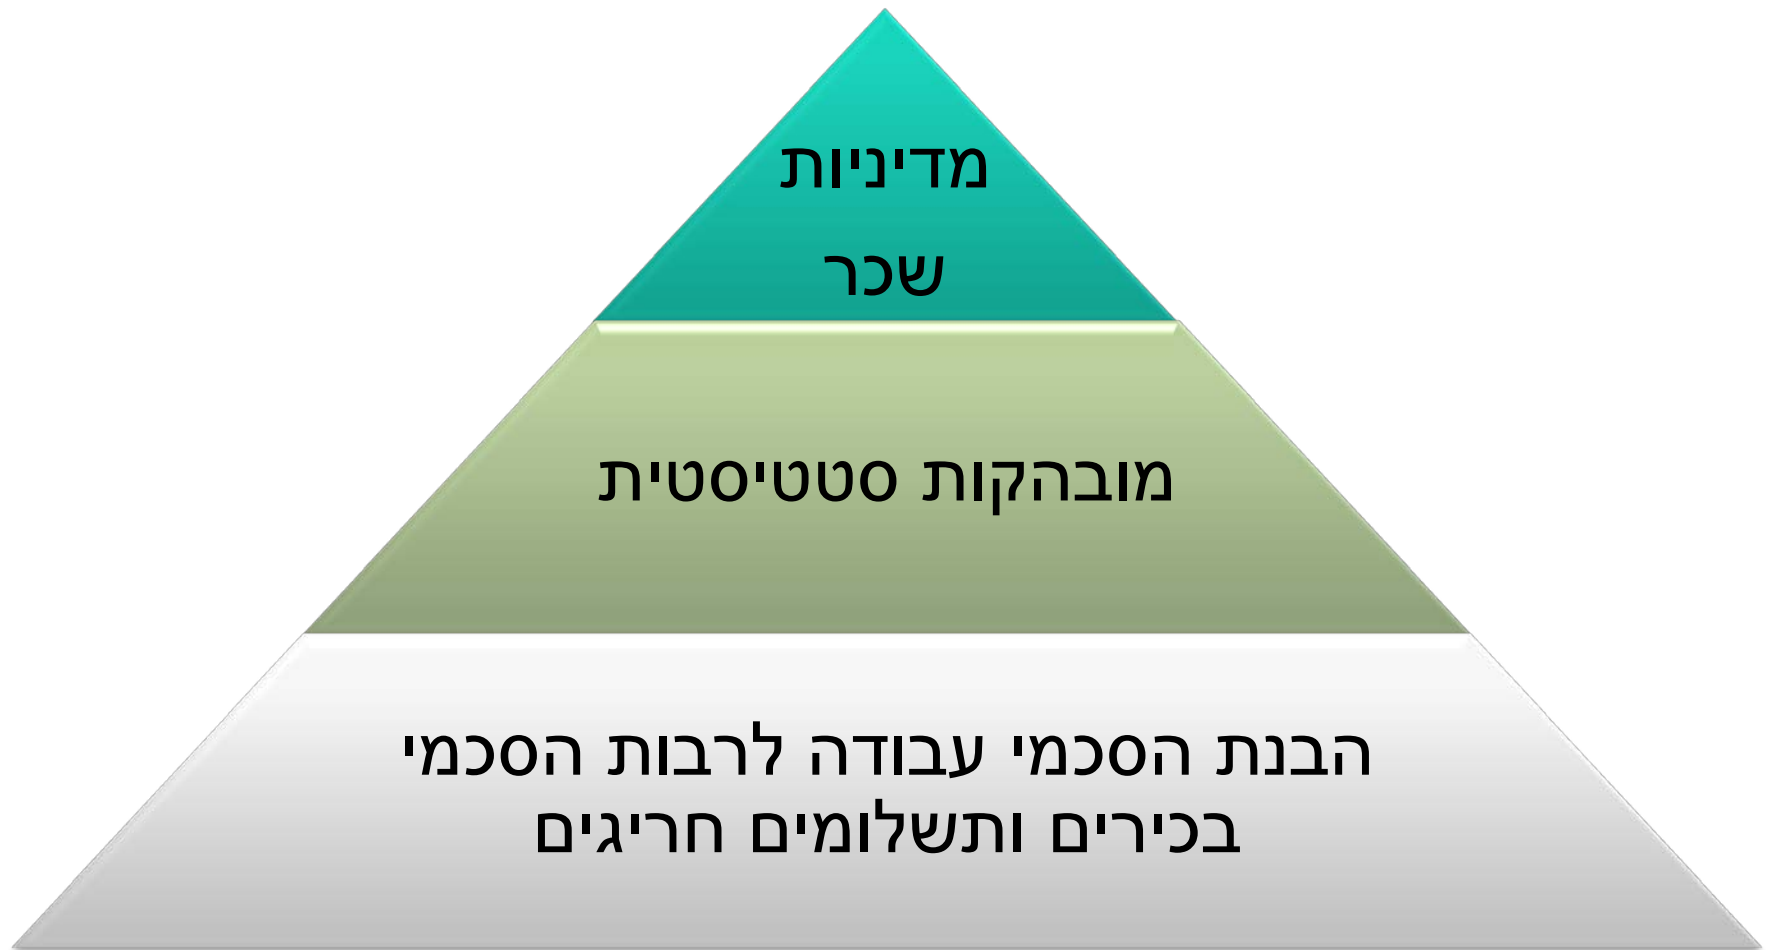 מדיניות
שכר
מובהקות סטטיסטית
הבנת הסכמי עבודה לרבות הסכמי
בכירים ותשלומים חריגים